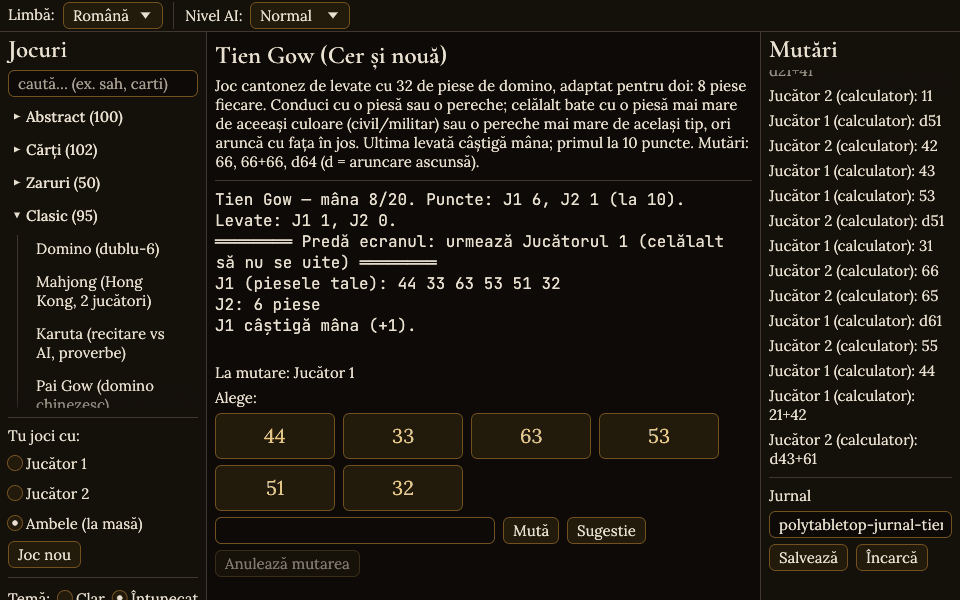 Limbă: Română ▼ Nivel AI: Normal ▼
Jocuri
caută... (ex. sah, carti)
▸ Abstract (100)
▸ Cărți (102)
▸ Zaruri (50)
▾ Clasic (95)
Domino (dublu-6)
Mahjong (Hong
Kong, 2 jucători)
Karuta (recitare vs
AI, proverbe)
Pai Gow (domino
chinezesc)
Tu joci cu:
Jucător 1
Jucător 2
Ambele (la masă)
Joc nou
Temă: Clar Întunecat
Tien Gow (Cer și nouă)
Joc cantonez de levate cu 32 de piese de domino, adaptat pentru doi: 8 piese
fiecare. Conduci cu o piesă sau o pereche; celălalt bate cu o piesă mai mare
de aceeași culoare (civil/militar) sau o pereche mai mare de același tip, ori
aruncă cu fața în jos. Ultima levată câștigă mâna; primul la 10 puncte. Mutări:
66, 66+66, d64 (d = aruncare ascunsă).
Tien Gow — mâna 8/20. Puncte: J1 6, J2 1 (la 10).
Levate: J1 1, J2 0.
════════ Predă ecranul: urmează Jucătorul 1 (celălalt
să nu se uite) ════════
J1 (piesele tale): 44 33 63 53 51 32
J2: 6 piese
J1 câștigă mâna (+1).
La mutare: Jucător 1
Alege:
44 33 63 53
51 32
Mută Sugestie
Anulează mutarea
Mutări
d21+41
Jucător 2 (calculator): 11
Jucător 1 (calculator): d51
Jucător 2 (calculator): 42
Jucător 1 (calculator): 43
Jucător 1 (calculator): 53
Jucător 2 (calculator): d51
Jucător 1 (calculator): 31
Jucător 2 (calculator): 66
Jucător 2 (calculator): 65
Jucător 1 (calculator): d61
Jucător 2 (calculator): 55
Jucător 1 (calculator): 44
Jucător 1 (calculator):
21+42
Jucător 2 (calculator):
d43+61
Jurnal
polytabletop-jurnal-tien
Salvează Încarcă